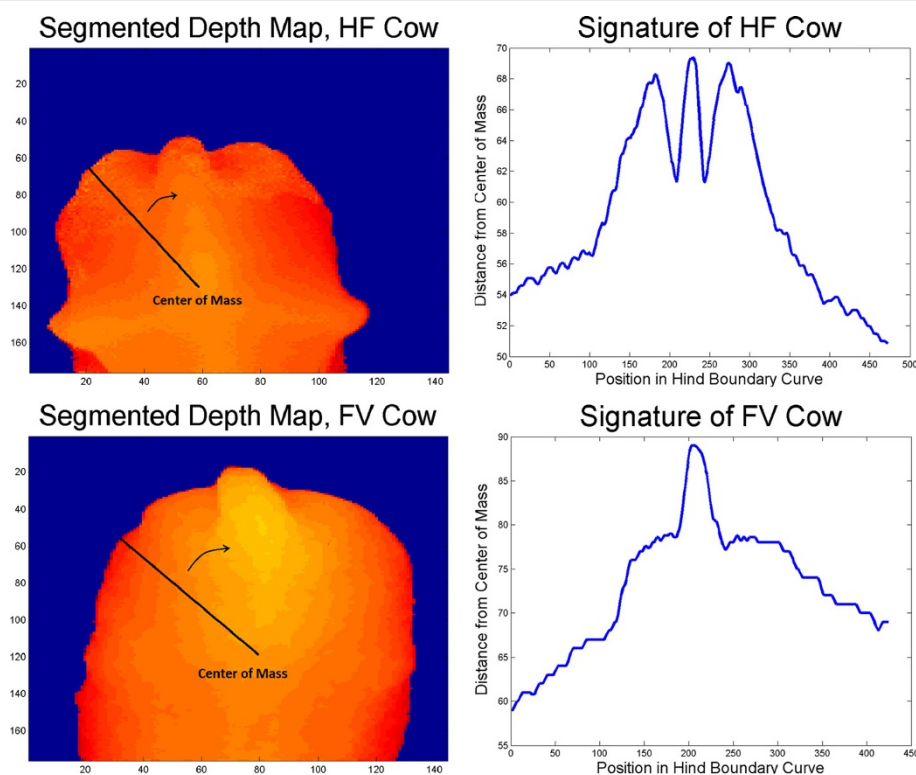 Segmented Depth Map, HF Cow
20
40
60
80
100
120
140
160
Center of Mass
20 40 60 80 100 120 140
Signature of HF Cow
70
68
66
64
62
60
58
56
54
52
50
Distance from Center of Mass
0 50 100 150 200 250 300 350 400 450 500
Position in Hind Boundary Curve
Segmented Depth Map, FV Cow
20
40
60
80
100
120
140
160
Center of Mass
20 40 60 80 100 120 140
Signature of FV Cow
90
85
80
75
70
65
60
55
Distance from Center of Mass
0 50 100 150 200 250 300 350 400 450
Position in Hind Boundary Curve